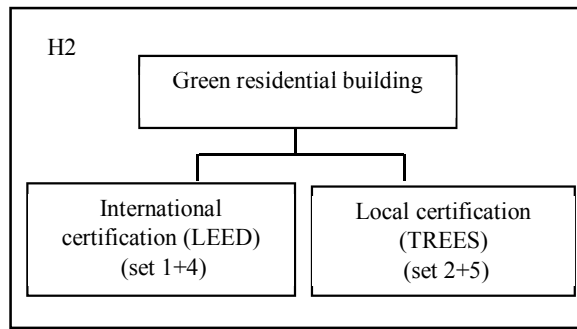 H2
Green residential building
International
certification (LEED)
(set 1+4)
Local certification
(TREES)
(set 2+5)